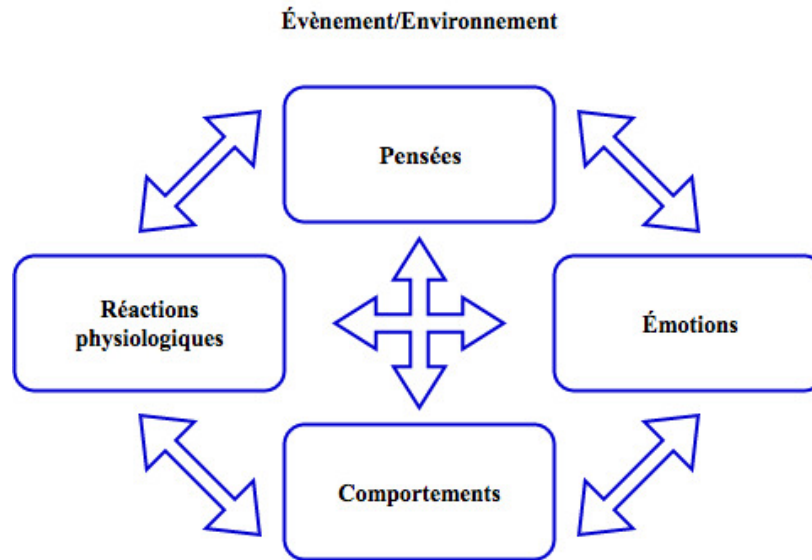 Évènement/Environnement
Pensées
Réactions
physiologiques
Émotions
Comportements